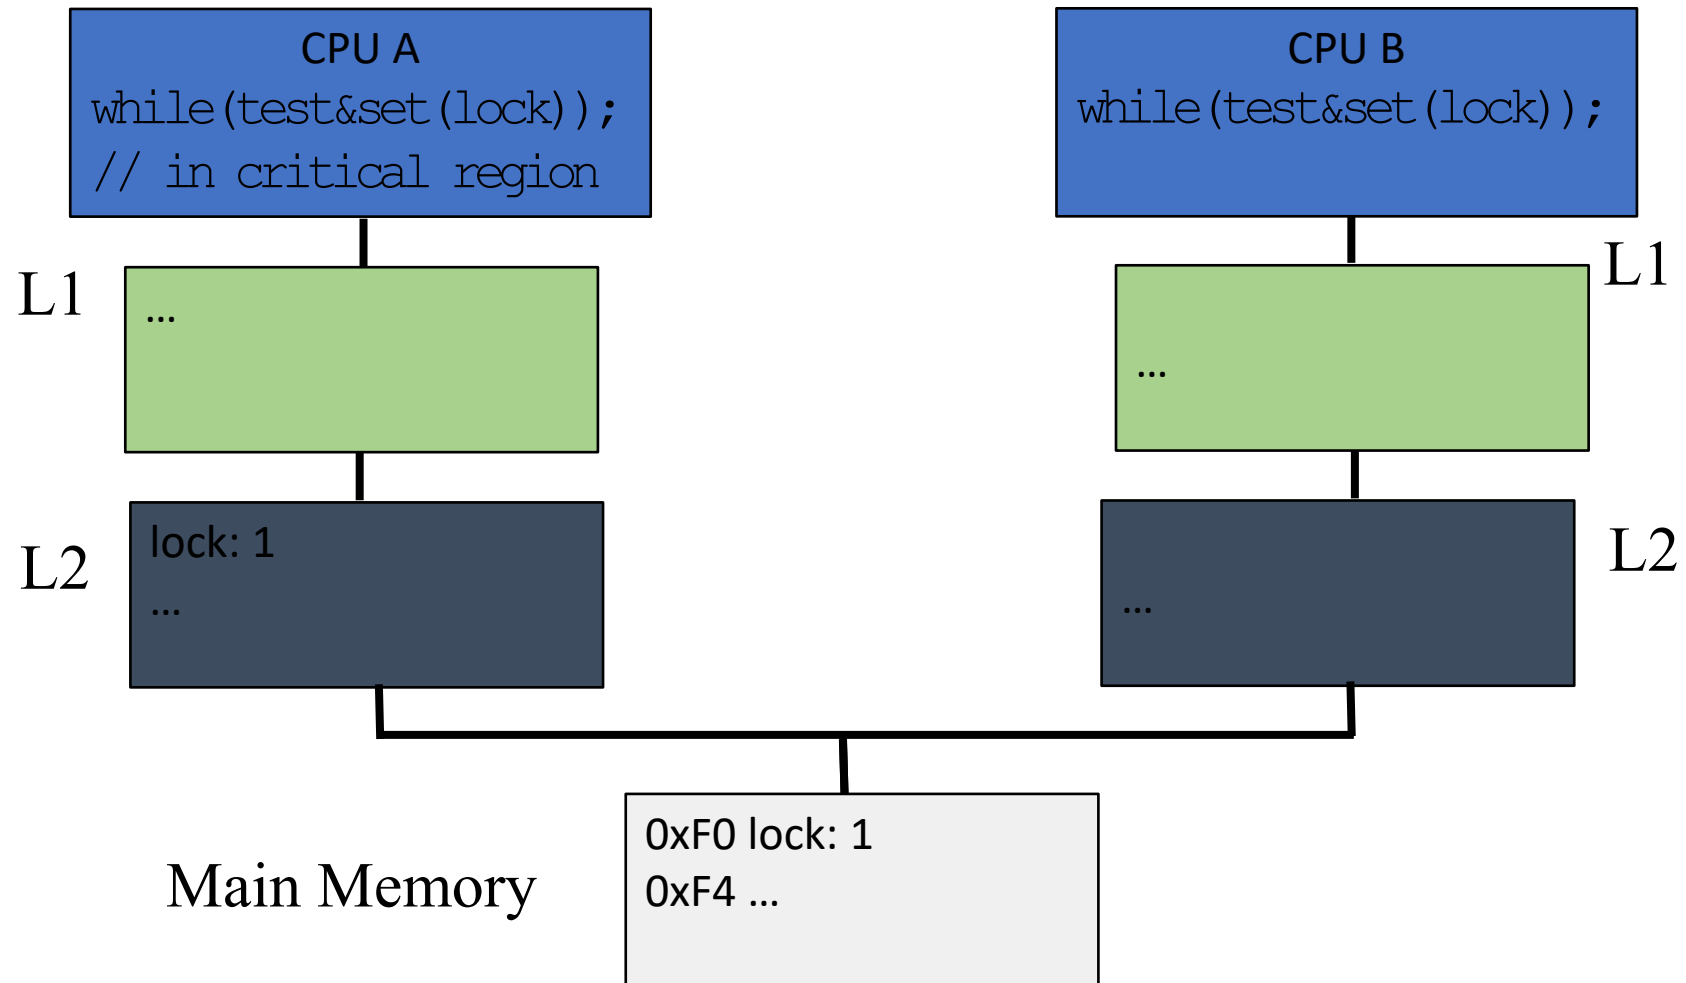 CPU A
while(test&set(lock));
// in critical region
CPU B
while(test&set(lock));
L1
…
L1
…
L2
lock: 1
…
L2
…
Main Memory
0xF0 lock: 1
0xF4 …